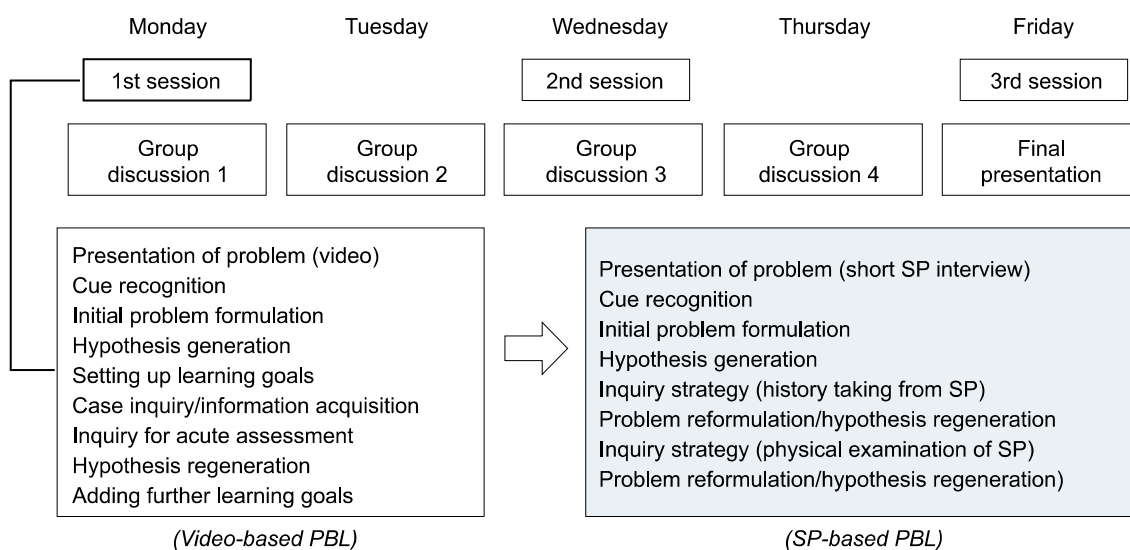 Monday Tuesday Wednesday Thursday Friday
1st session 2nd session 3rd session
Group discussion 1
Group discussion 2
Group discussion 3
Group discussion 4
Final presentation
Presentation of problem (video)
Cue recognition
Initial problem formulation
Hypothesis generation
Setting up learning goals
Case inquiry/information acquisition
Inquiry for acute assessment
Hypothesis regeneration
Adding further learning goals
(Video-based PBL)
Presentation of problem (short SP interview)
Cue recognition
Initial problem formulation
Hypothesis generation
Inquiry strategy (history taking from SP)
Problem reformulation/hypothesis regeneration
Inquiry strategy (physical examination of SP)
Problem reformulation/hypothesis regeneration)
(SP-based PBL)